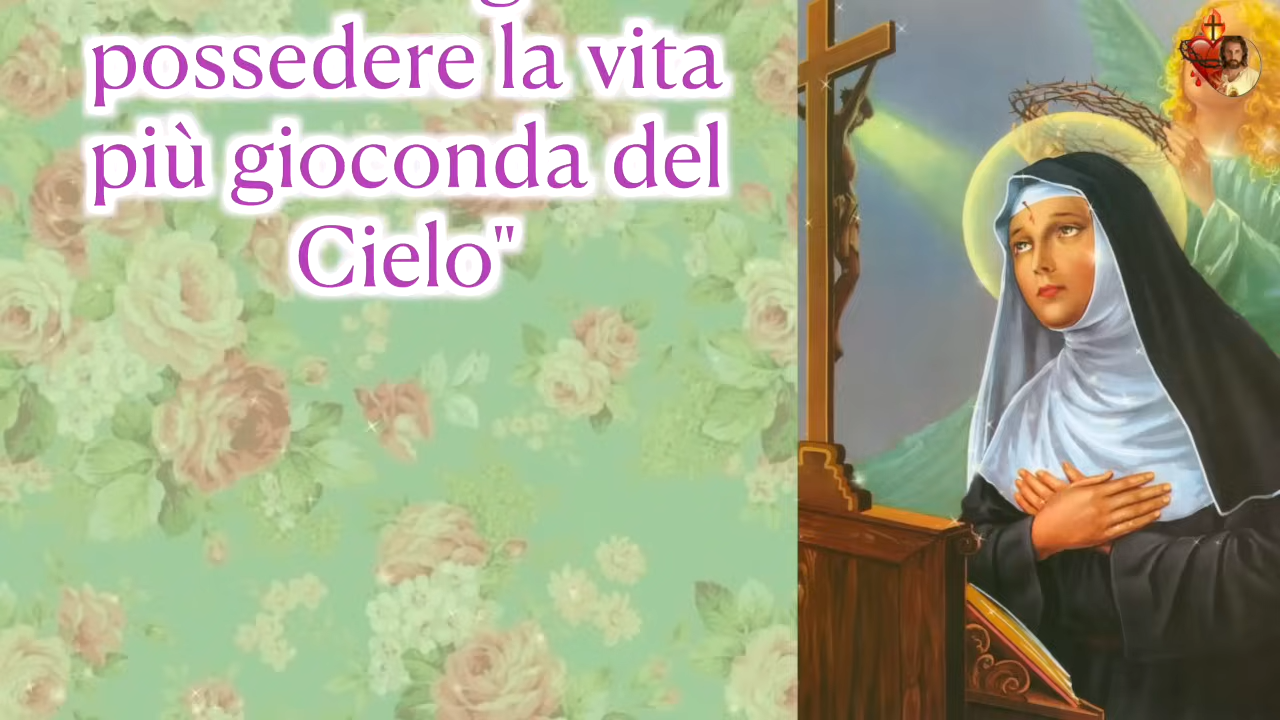 possedere la vita
più gioconda del
Cielo"